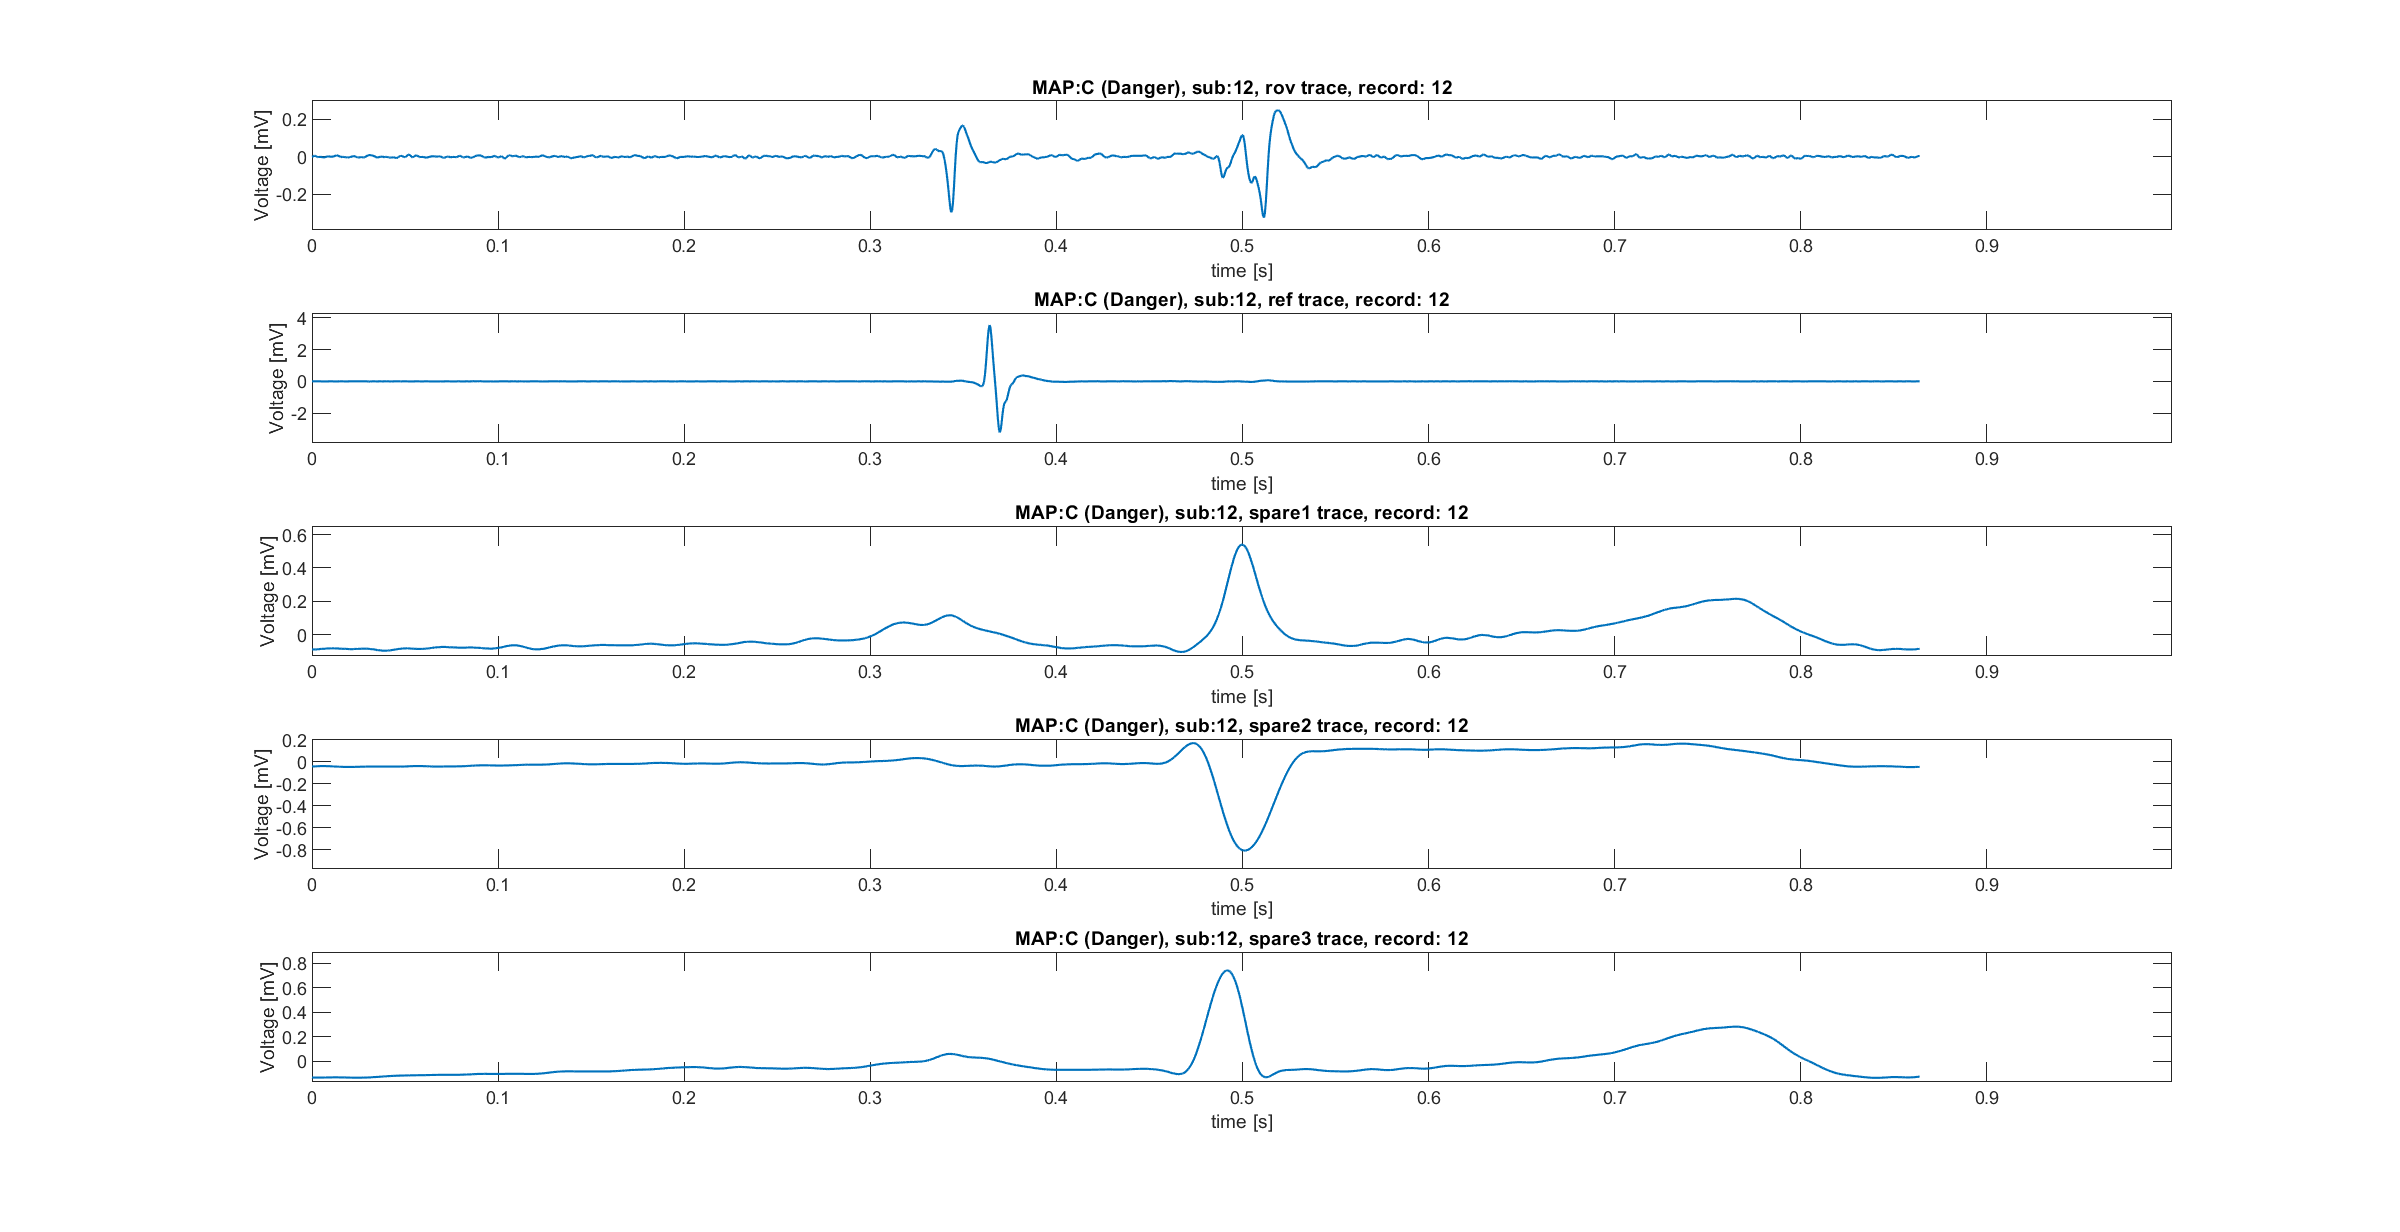 MAP:C (Danger), sub:12, rov trace, record: 12
Voltage [mV]
0.2
0
-0.2
0 0.1 0.2 0.3 0.4 0.5 0.6 0.7 0.8 0.9
time [s]
MAP:C (Danger), sub:12, ref trace, record: 12
Voltage [mV]
4
2
0
-2
0 0.1 0.2 0.3 0.4 0.5 0.6 0.7 0.8 0.9
time [s]
MAP:C (Danger), sub:12, spare1 trace, record: 12
Voltage [mV]
0.6
0.4
0.2
0
0 0.1 0.2 0.3 0.4 0.5 0.6 0.7 0.8 0.9
time [s]
MAP:C (Danger), sub:12, spare2 trace, record: 12
Voltage [mV]
0.2
0
-0.2
-0.4
-0.6
-0.8
0 0.1 0.2 0.3 0.4 0.5 0.6 0.7 0.8 0.9
time [s]
MAP:C (Danger), sub:12, spare3 trace, record: 12
Voltage [mV]
0.8
0.6
0.4
0.2
0
0 0.1 0.2 0.3 0.4 0.5 0.6 0.7 0.8 0.9
time [s]